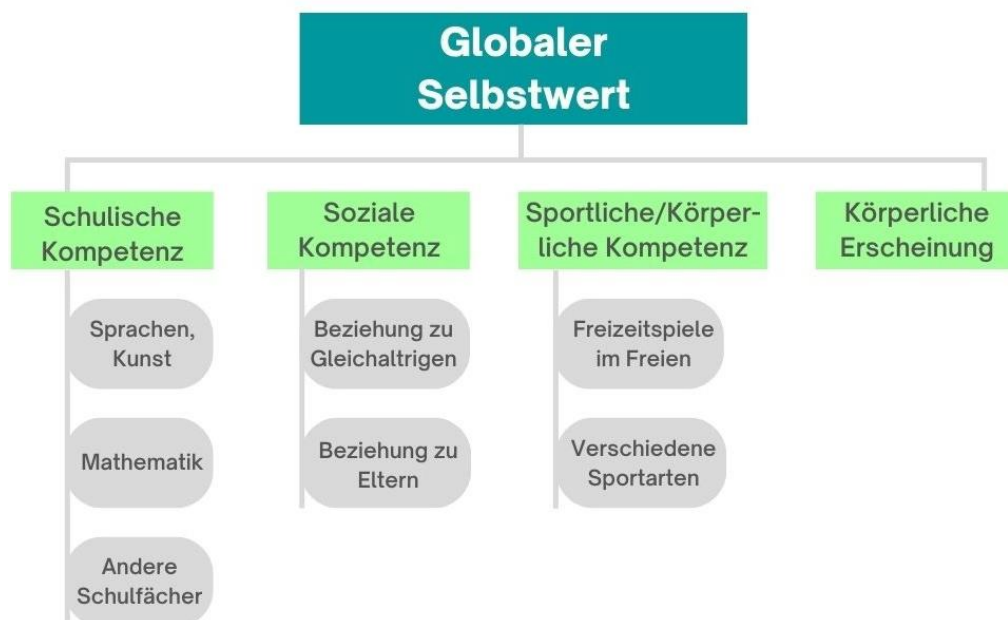 Globaler
Selbstwert
Schulische
Kompetenz
Soziale
Kompetenz
Sportliche/Körper-
liche Kompetenz
Körperliche
Erscheinung
Sprachen,
Kunst
Mathematik
Andere
Schulfächer
Beziehung zu
Gleichaltrigen
Beziehung zu
Eltern
Freizeitspiele
im Freien
Verschiedene
Sportarten